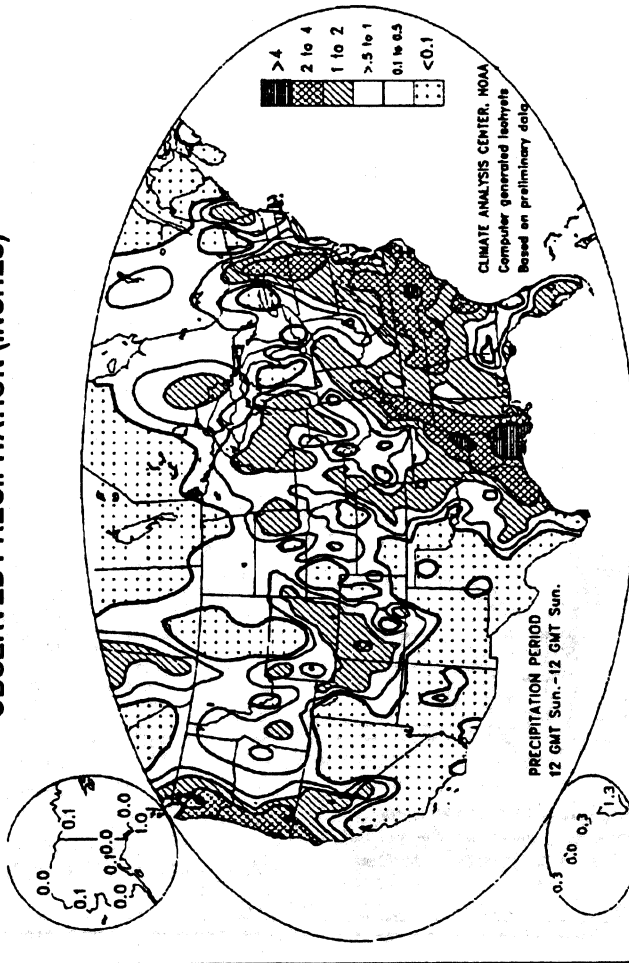 OBSERVED PRECIPITATION (INCHES)
>4
2 to 4
1 to 2
>.5 to 1
0.1 to 0.5
<0.1
CLIMATE ANALYSIS CENTER, NOAA
Computer generated isohyets
Based on preliminary data
PRECIPITATION PERIOD
12 GMT Sun.-12 GMT Sun.
0.0
0.1
0.1
0.0
0.1
0.0
0.0
1.0
0.3
0.0
0.3
1.3